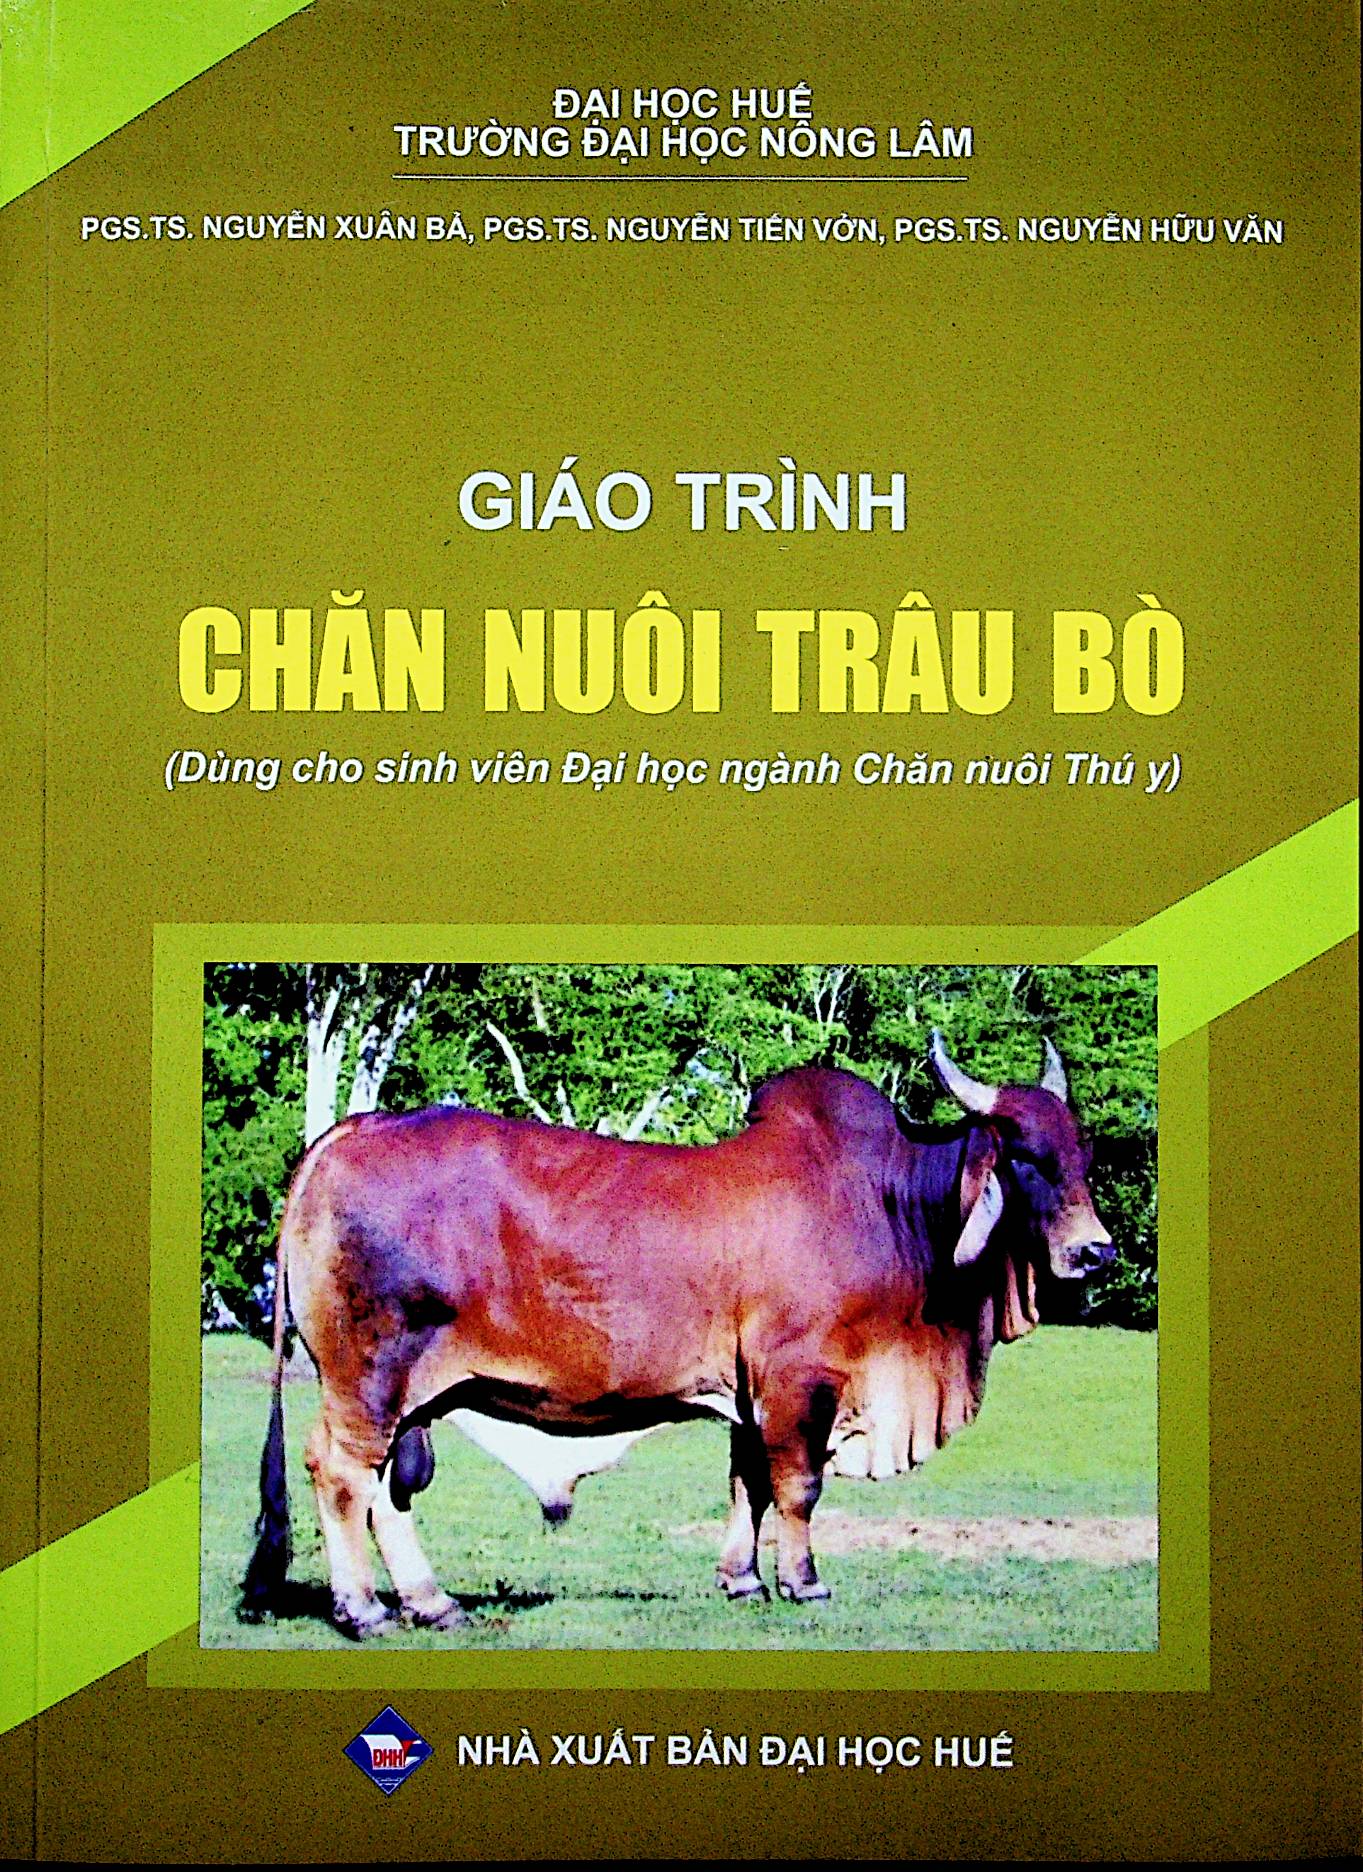 ĐẠI HỌC HUẾ
TRƯỜNG ĐẠI HỌC NÔNG LÂM
PGS.TS. NGUYỄN XUÂN BẢ, PGS.TS. NGUYỄN TIẾN VỞN, PGS.TS. NGUYỄN HỮU VĂN
GIÁO TRÌNH
CHĂN NUÔI TRÂU BÒ
(Dùng cho sinh viên Đại học ngành Chăn nuôi Thú y)
ĐHH
NHÀ XUẤT BẢN ĐẠI HỌC HUẾ